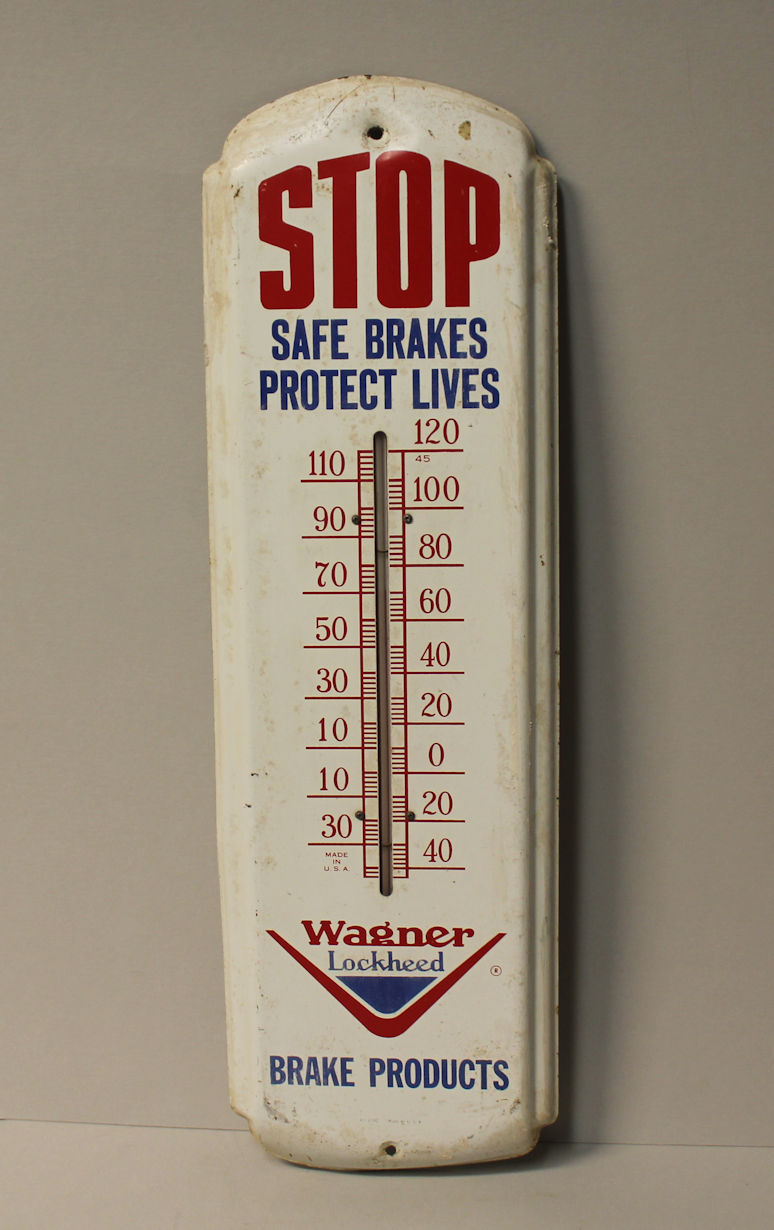 STOP
SAFE BRAKES
PROTECT LIVES
120
45
110
100
90
80
70
60
50
40
30
20
10
0
10
20
30
40
MADE
IN
U.S.A.
Wagner
Lockheed
®
BRAKE PRODUCTS